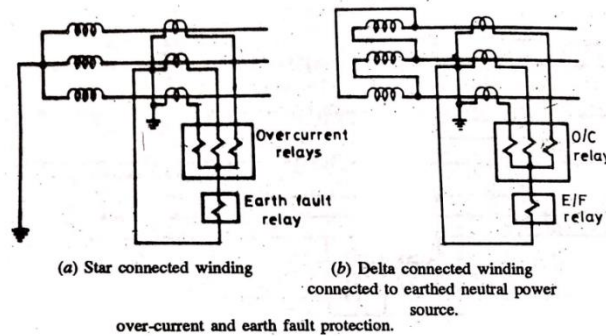 Overcurrent
relays
Earth fault
relay
(a) Star connected winding
O/C
relay
E/F
relay
(b) Delta connected winding
connected to earthed neutral power
source.
over-current and earth fault protection.